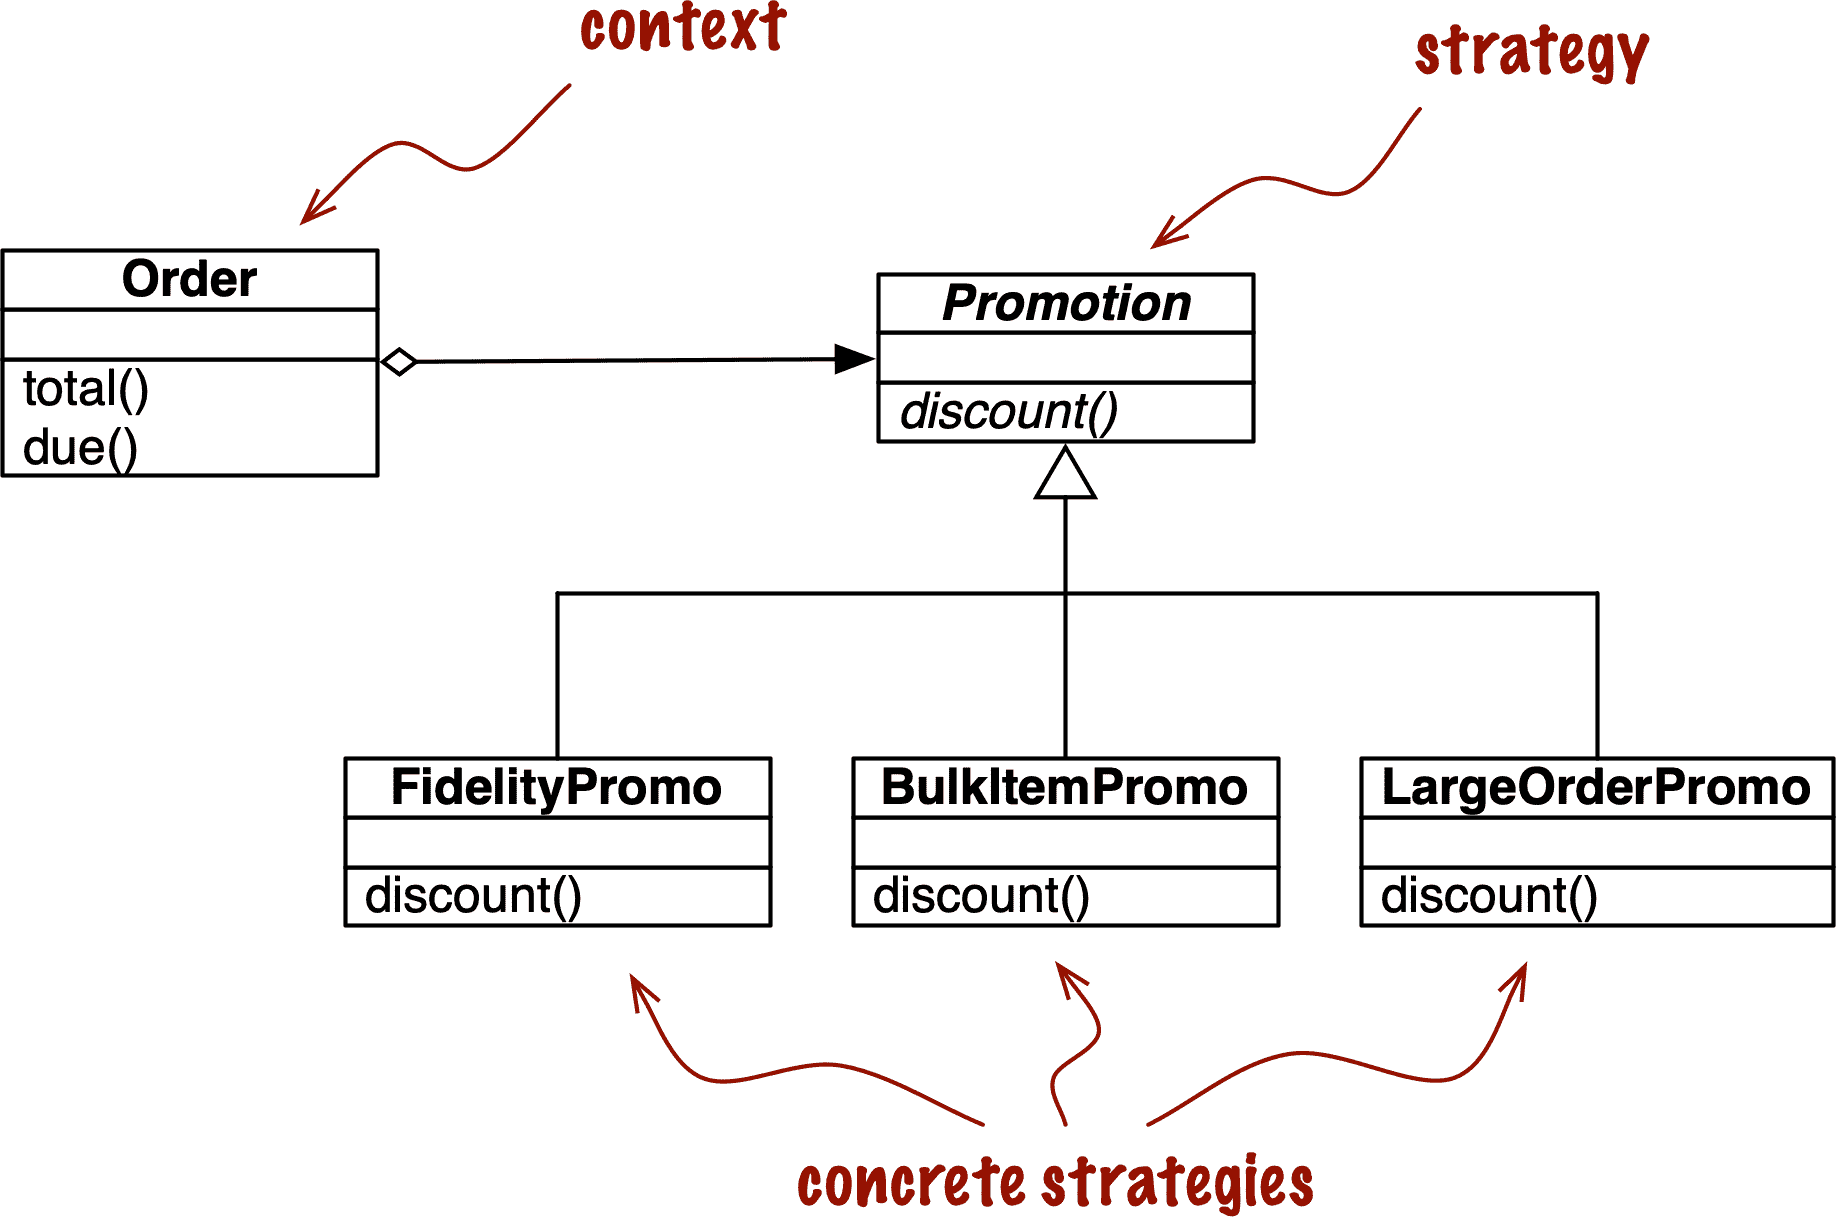 context
strategy
Order
total()
due()
Promotion
discount()
FidelityPromo
discount()
BulkItemPromo
discount()
LargeOrderPromo
discount()
concrete strategies